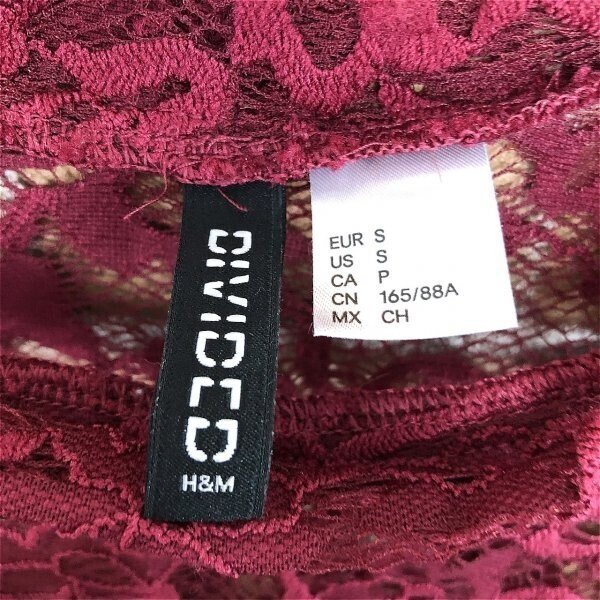 DIVIDED
H&M
EUR S
US S
CA P
CN 165/88A
MX CH